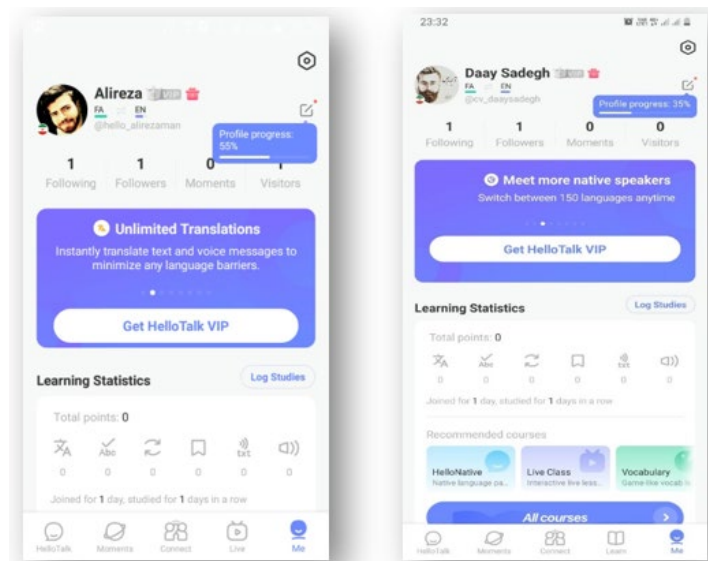 Alireza VIP
FA EN
@hello_alirezaman
Profile progress:
55%
1 1 0 1
Following Followers Moments Visitors
Unlimited Translations
Instantly translate text and voice messages to
minimize any language barriers.
Get HelloTalk VIP
Learning Statistics Log Studies
Total points: 0
Abc txt
0 0 0 0 0 0
Joined for 1 day, studied for 1 days in a row
HelloTalk Moments Connect Live Me
23:32
Daay Sadegh VIP
FA EN
@cv_daaysadegh
Profile progress: 35%
1 1 0 0
Following Followers Moments Visitors
Meet more native speakers
Switch between 150 languages anytime
Get HelloTalk VIP
Learning Statistics Log Studies
Total points: 0
Abc txt
0 0 0 0 0 0
Joined for 1 day, studied for 1 days in a row
Recommended courses
HelloNative Live Class Vocabulary
Native language pa... Interactive live less... Game-like vocab
All courses
HelloTalk Moments Connect Learn Me